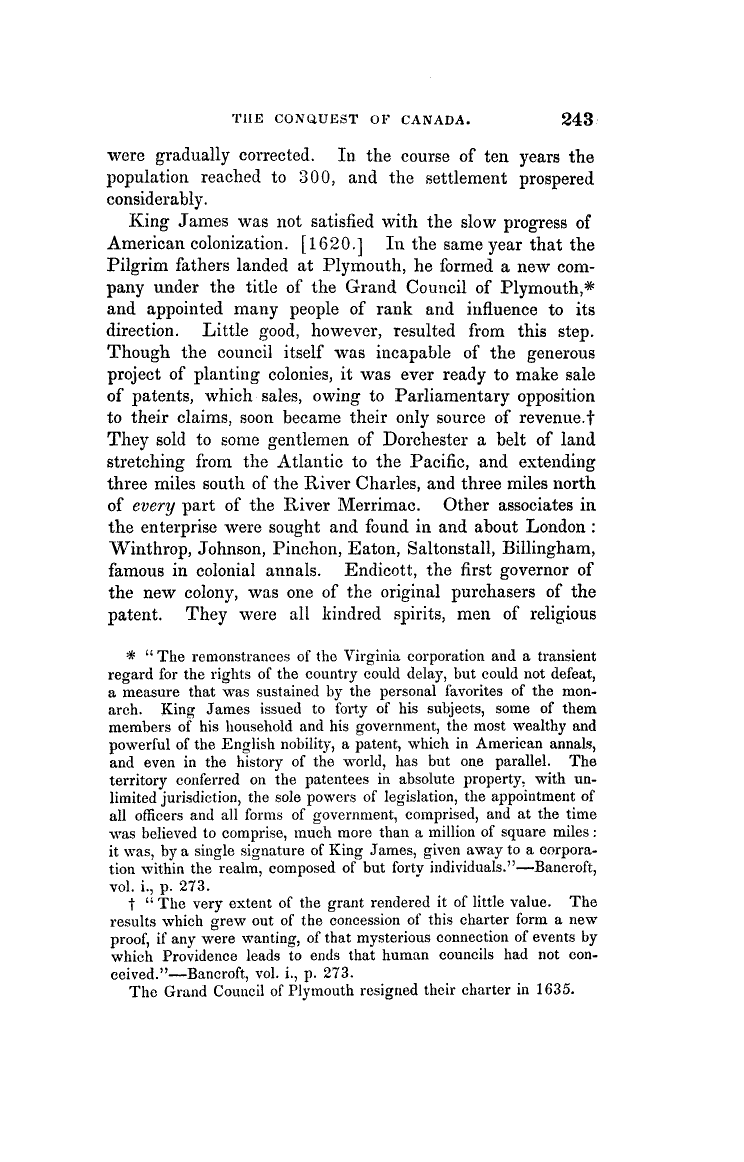 THE CONQUEST OF CANADA. 243
were gradually corrected. In the course of ten years the
population reached to 300, and the settlement prospered
considerably.
King James was not satisfied with the slow progress of
American colonization. [1620.] In the same year that the
Pilgrim fathers landed at Plymouth, he formed a new com-
pany under the title of the Grand Council of Plymouth,*
and appointed many people of rank and influence to its
direction. Little good, however, resulted from this step.
Though the council itself was incapable of the generous
project of planting colonies, it was ever ready to make sale
of patents, which sales, owing to Parliamentary opposition
to their claims, soon became their only source of revenue.†
They sold to some gentlemen of Dorchester a belt of land
stretching from the Atlantic to the Pacific, and extending
three miles south of the River Charles, and three miles north
of every part of the River Merrimac. Other associates in
the enterprise were sought and found in and about London :
Winthrop, Johnson, Pinchon, Eaton, Saltonstall, Billingham,
famous in colonial annals. Endicott, the first governor of
the new colony, was one of the original purchasers of the
patent. They were all kindred spirits, men of religious
* “The remonstrances of the Virginia corporation and a transient
regard for the rights of the country could delay, but could not defeat,
a measure that was sustained by the personal favorites of the mon-
arch. King James issued to forty of his subjects, some of them
members of his household and his government, the most wealthy and
powerful of the English nobility, a patent, which in American annals,
and even in the history of the world, has but one parallel. The
territory conferred on the patentees in absolute property, with un-
limited jurisdiction, the sole powers of legislation, the appointment of
all officers and all forms of government, comprised, and at the time
was believed to comprise, much more than a million of square miles :
it was, by a single signature of King James, given away to a corpora-
tion within the realm, composed of but forty individuals.”—Bancroft,
vol. i., p. 273.
† “The very extent of the grant rendered it of little value. The
results which grew out of the concession of this charter form a new
proof, if any were wanting, of that mysterious connection of events by
which Providence leads to ends that human councils had not con-
ceived.”—Bancroft, vol. i., p. 273.
The Grand Council of Plymouth resigned their charter in 1635.